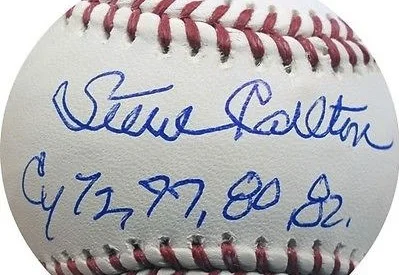 Steve Carlton
Cy 72, 77, 80, 82.